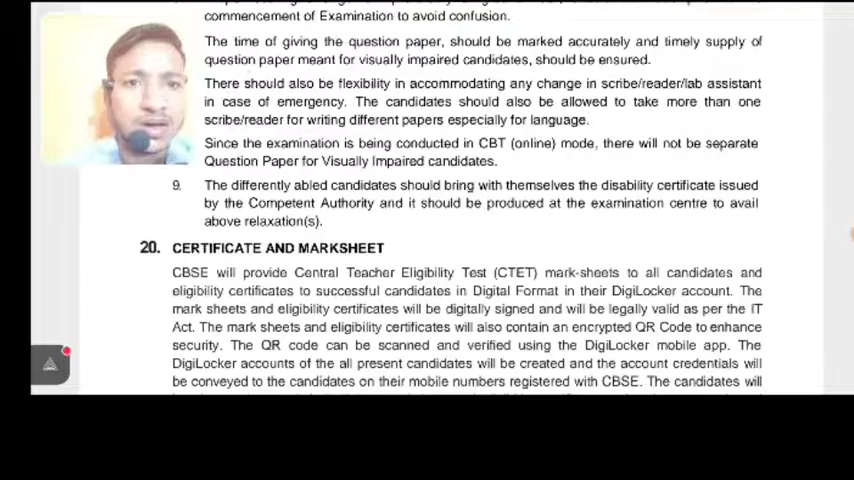 commencement of Examination to avoid confusion.
The time of giving the question paper, should be marked accurately and timely supply of
question paper meant for visually impaired candidates, should be ensured.
There should also be flexibility in accommodating any change in scribe/reader/lab assistant
in case of emergency. The candidates should also be allowed to take more than one
scribe/reader for writing different papers especially for language.
Since the examination is being conducted in CBT (online) mode, there will not be separate
Question Paper for Visually Impaired candidates.
9. The differently abled candidates should bring with themselves the disability certificate issued
by the Competent Authority and it should be produced at the examination centre to avail
above relaxation(s).
20. CERTIFICATE AND MARKSHEET
CBSE will provide Central Teacher Eligibility Test (CTET) mark-sheets to all candidates and
eligibility certificates to successful candidates in Digital Format in their DigiLocker account. The
mark sheets and eligibility certificates will be digitally signed and will be legally valid as per the IT
Act. The mark sheets and eligibility certificates will also contain an encrypted QR Code to enhance
security. The QR code can be scanned and verified using the DigiLocker mobile app. The
DigiLocker accounts of the all present candidates will be created and the account credentials will
be conveyed to the candidates on their mobile numbers registered with CBSE. The candidates will